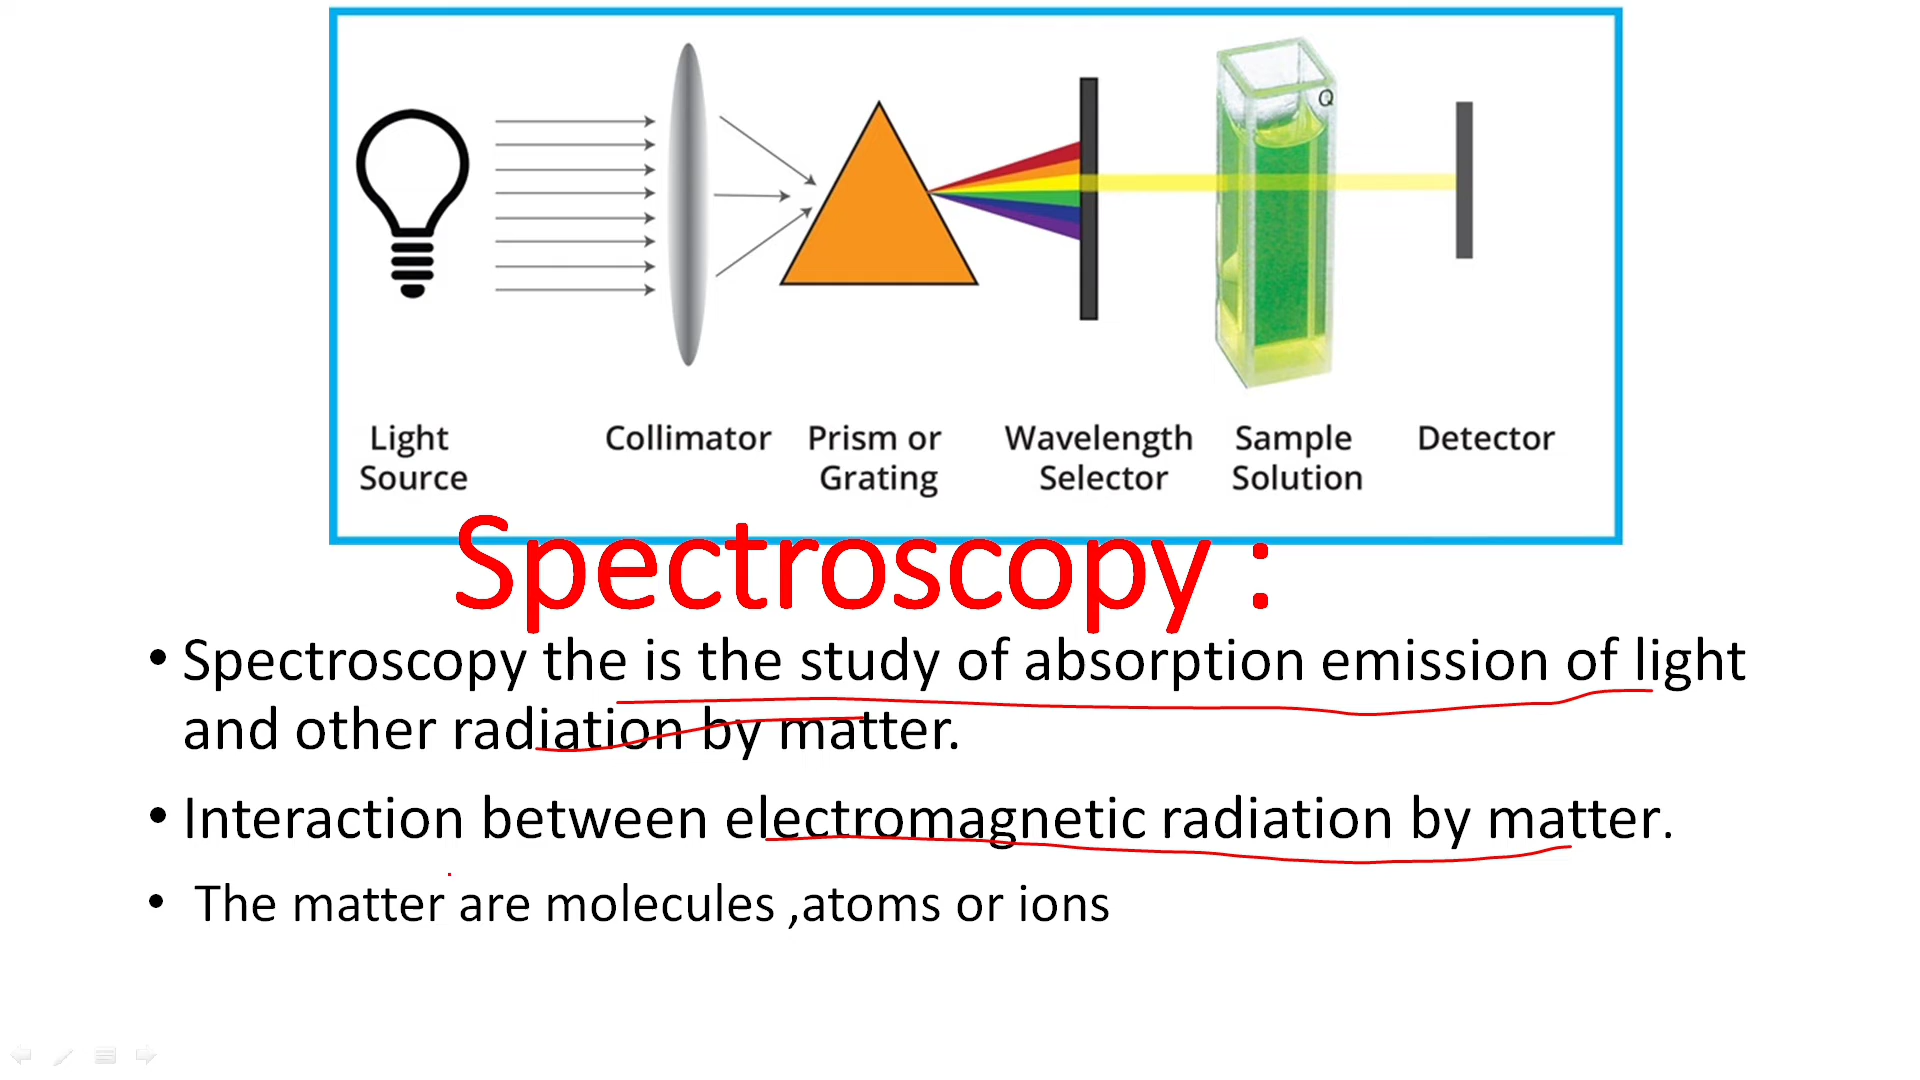 Q
Light Source
Collimator
Prism or Grating
Wavelength Selector
Sample Solution
Detector
Spectroscopy :
• Spectroscopy the is the study of absorption emission of light
and other radiation by matter.
• Interaction between electromagnetic radiation by matter.
• The matter are molecules ,atoms or ions